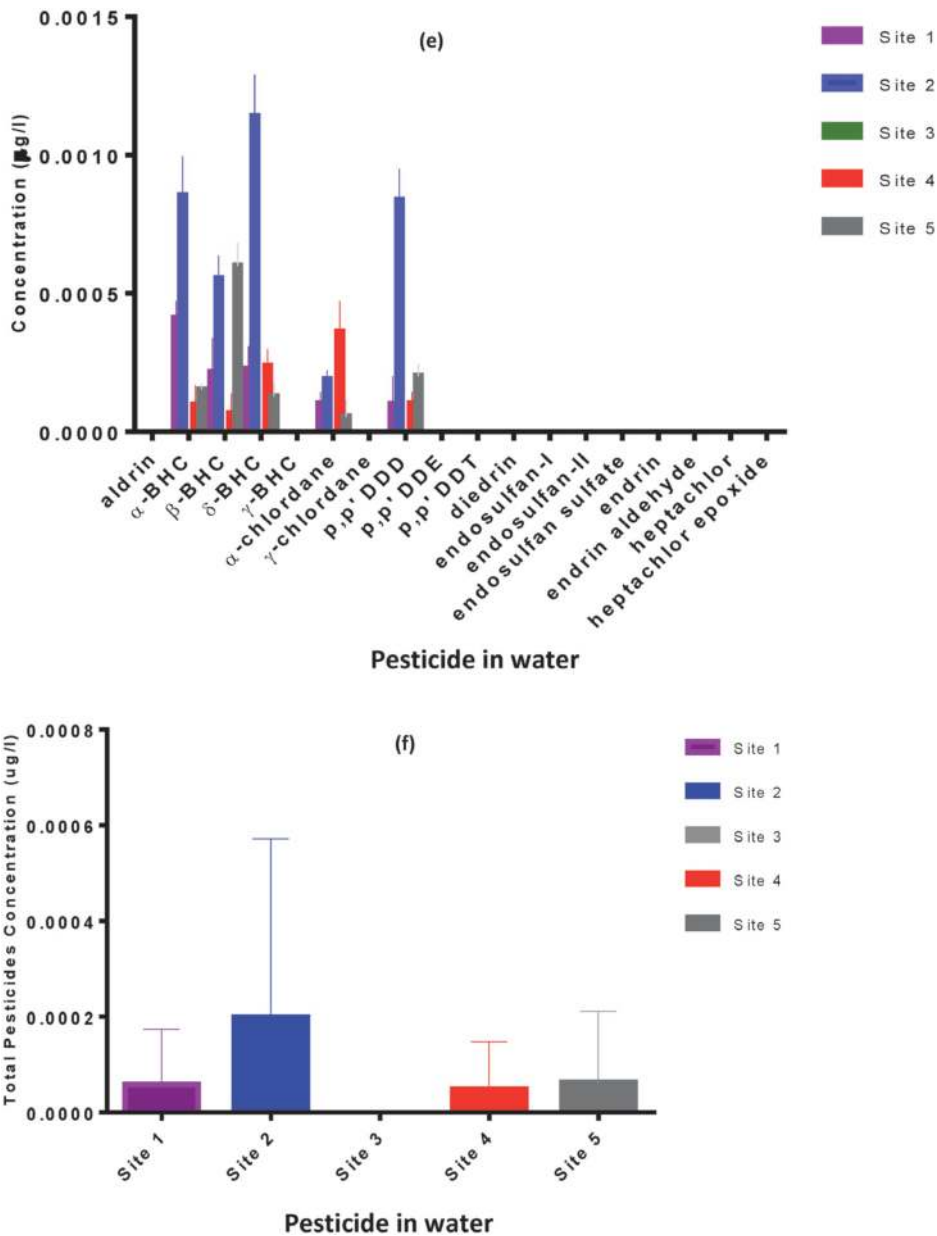 (e)
0.0015
0.0010
0.0005
0.0000
Concentration (µg/l)
Site 1
Site 2
Site 3
Site 4
Site 5
aldrin
α-BHC
β-BHC
δ-BHC
γ-BHC
α-chlordane
γ-chlordane
p,p' DDD
p,p' DDE
p,p' DDT
diedrin
endosulfan-I
endosulfan-II
endosulfan sulfate
endrin
endrin aldehyde
heptachlor
heptachlor epoxide
Pesticide in water
(f)
0.0008
0.0006
0.0004
0.0002
0.0000
Total Pesticides Concentration (ug/l)
Site 1
Site 2
Site 3
Site 4
Site 5
Site 1
Site 2
Site 3
Site 4
Site 5
Pesticide in water